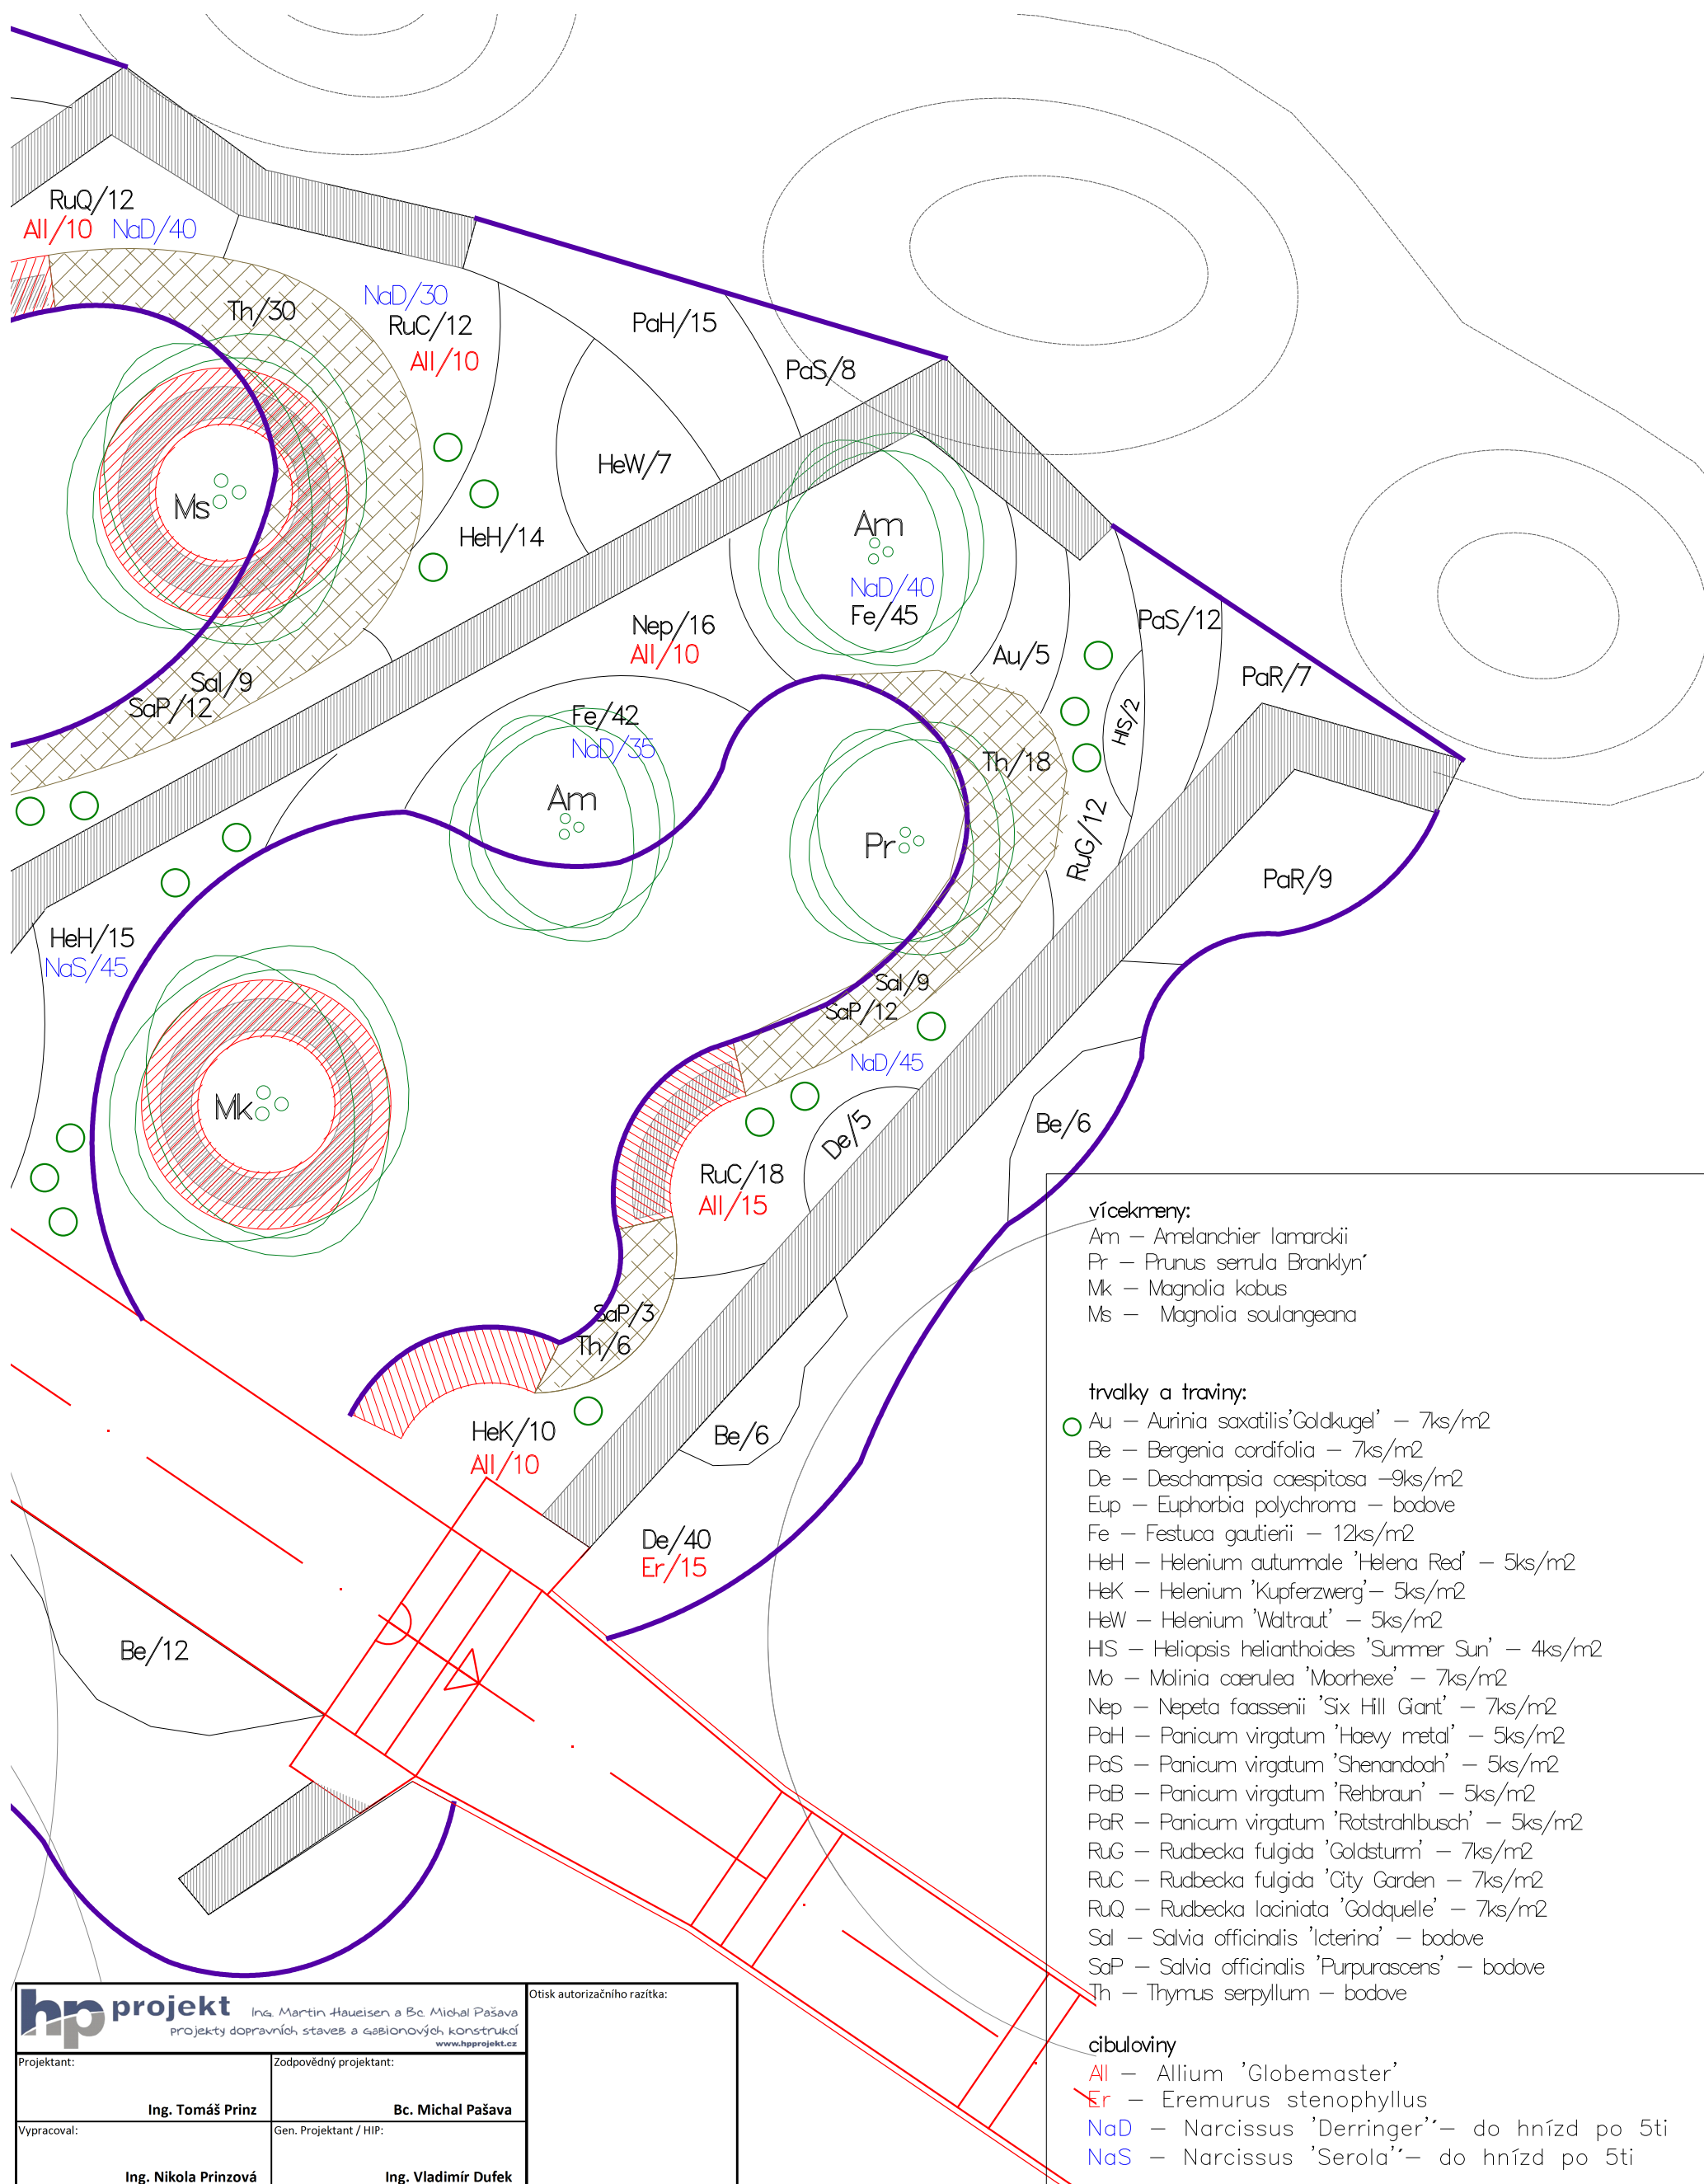 RuQ/12
All/10 NaD/40
Th/30
NaD/30
RuC/12
All/10
PaH/15
PaS/8
HeW/7
Ms
HeH/14
Am
NaD/40
Fe/45
Nep/16
All/10
Au/5
PaS/12
PaR/7
HIS/2
SaI/9
SaP/12
Fe/42
NaD/35
Am
Th/18
Pr
RuG/12
PaR/9
HeH/15
NaS/45
SaI/9
SaP/12
NaD/45
Mk
De/5
Be/6
RuC/18
All/15
SaP/3
Th/6
HeK/10
All/10
Be/6
De/40
Er/15
Be/12
vícekmeny:
Am – Amelanchier lamarckii
Pr – Prunus serrula Branklyn´
Mk – Magnolia kobus
Ms – Magnolia soulangeana
trvalky a traviny:
Au – Aurinia saxatilis'Goldkugel' – 7ks/m2
Be – Bergenia cordifolia – 7ks/m2
De – Deschampsia caespitosa –9ks/m2
Eup – Euphorbia polychroma – bodove
Fe – Festuca gautierii – 12ks/m2
HeH – Helenium autumnale 'Helena Red' – 5ks/m2
HeK – Helenium 'Kupferzwerg'– 5ks/m2
HeW – Helenium 'Waltraut' – 5ks/m2
HIS – Heliopsis helianthoides 'Summer Sun' – 4ks/m2
Mo – Molinia caerulea 'Moorhexe' – 7ks/m2
Nep – Nepeta faassenii 'Six Hill Giant' – 7ks/m2
PaH – Panicum virgatum 'Haevy metal' – 5ks/m2
PaS – Panicum virgatum 'Shenandoah' – 5ks/m2
PaB – Panicum virgatum 'Rehbraun' – 5ks/m2
PaR – Panicum virgatum 'Rotstrahlbusch' – 5ks/m2
RuG – Rudbecka fulgida 'Goldsturm' – 7ks/m2
RuC – Rudbecka fulgida 'City Garden – 7ks/m2
RuQ – Rudbecka laciniata 'Goldquelle' – 7ks/m2
SaI – Salvia officinalis 'Icterina' – bodove
SaP – Salvia officinalis 'Purpurascens' – bodove
Th – Thymus serpyllum – bodove
cibuloviny
All – Allium 'Globemaster'
Er – Eremurus stenophyllus
NaD – Narcissus 'Derringer'´– do hnízd po 5ti
NaS – Narcissus 'Serola'´– do hnízd po 5ti
hp projekt Ing. Martin Haueisen a Bc. Michal Pašava
projekty dopravních staveb a gabionových konstrukcí
www.hpprojekt.cz
Otisk autorizačního razítka:
Projektant: Zodpovědný projektant:
Ing. Tomáš Prinz Bc. Michal Pašava
Vypracoval: Gen. Projektant / HIP:
Ing. Nikola Prinzová Ing. Vladimír Dufek